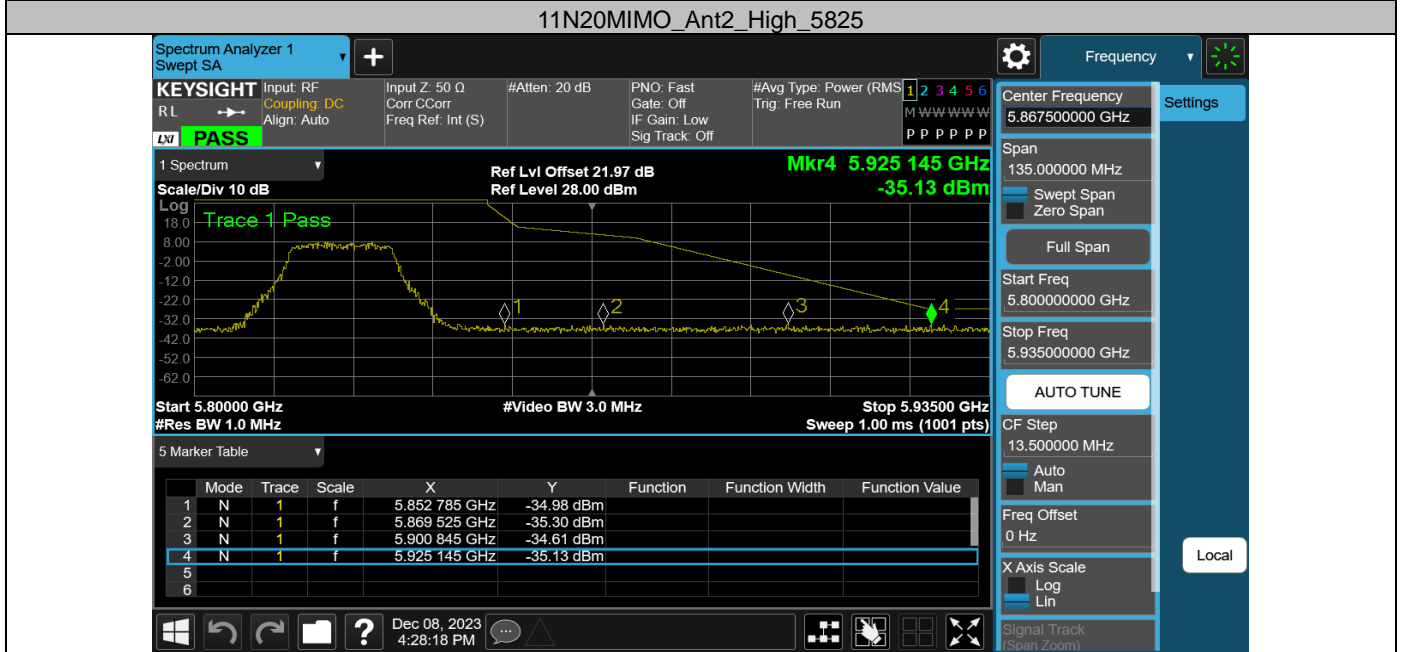 11N20MIMO_Ant2_High_5825
Spectrum Analyzer 1
Swept SA
Frequency
KEYSIGHT
R L
LXI
PASS
Input: RF
Coupling: DC
Align: Auto
Input Z: 50 Ω
Corr CCorr
Freq Ref: Int (S)
#Atten: 20 dB
PNO: Fast
Gate: Off
IF Gain: Low
Sig Track: Off
#Avg Type: Power (RMS
Trig: Free Run
1 2 3 4 5 6
M W W W W W
P P P P P P
1 Spectrum
Scale/Div 10 dB
Ref Lvl Offset 21.97 dB
Ref Level 28.00 dBm
Mkr4 5.925 145 GHz
-35.13 dBm
Log
Trace 1 Pass
18.0
8.00
-2.00
-12.0
-22.0
-32.0
-42.0
-52.0
-62.0
1
2
3
4
Start 5.80000 GHz
#Video BW 3.0 MHz
Stop 5.93500 GHz
#Res BW 1.0 MHz
Sweep 1.00 ms (1001 pts)
5 Marker Table
Mode Trace Scale X Y Function Function Width Function Value
1 N 1 f 5.852 785 GHz -34.98 dBm
2 N 1 f 5.869 525 GHz -35.30 dBm
3 N 1 f 5.900 845 GHz -34.61 dBm
4 N 1 f 5.925 145 GHz -35.13 dBm
5
6
Dec 08, 2023
4:28:18 PM
Center Frequency
5.867500000 GHz
Settings
Span
135.000000 MHz
Swept Span
Zero Span
Full Span
Start Freq
5.800000000 GHz
Stop Freq
5.935000000 GHz
AUTO TUNE
CF Step
13.500000 MHz
Auto
Man
Freq Offset
0 Hz
Local
X Axis Scale
Log
Lin
Signal Track
(Span Zoom)